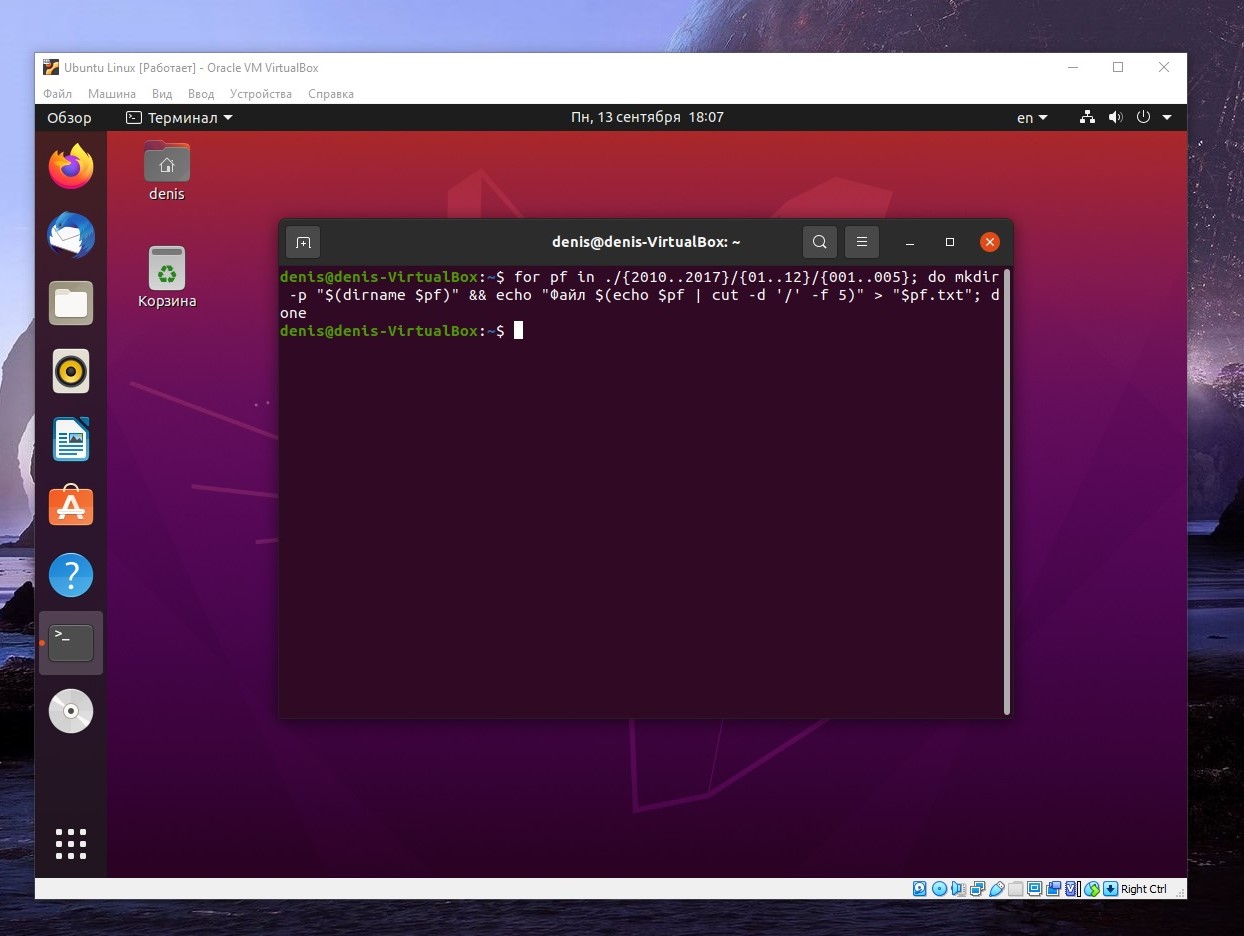 Ubuntu Linux [Работает] - Oracle VM VirtualBox
Файл Машина Вид Ввод Устройства Справка
Обзор Терминал Пн, 13 сентября 18:07 en
denis
Корзина
denis@denis-VirtualBox: ~
denis@denis-VirtualBox:~$ for pf in ./{2010..2017}/{01..12}/{001..005}; do mkdir
 -p "$(dirname $pf)" && echo "Файл $(echo $pf | cut -d '/' -f 5)" > "$pf.txt"; d
one
denis@denis-VirtualBox:~$
Right Ctrl